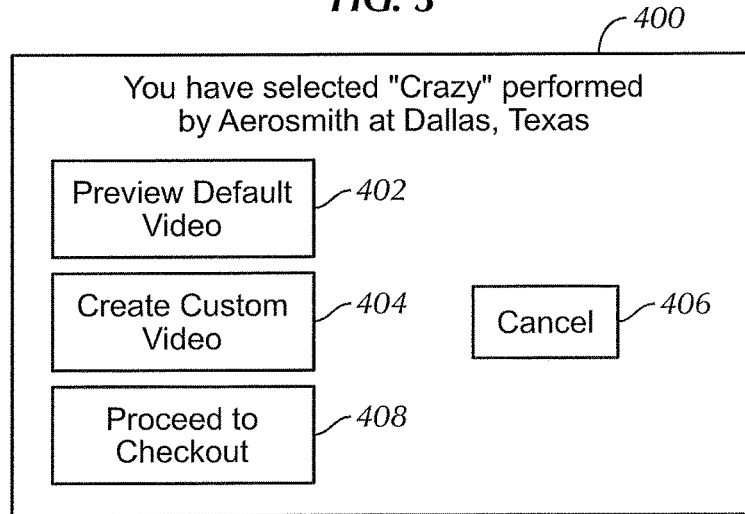 FIG. 3
400
You have selected "Crazy" performed
by Aerosmith at Dallas, Texas
Preview Default
Video
402
Create Custom
Video
404
Cancel
406
Proceed to
Checkout
408